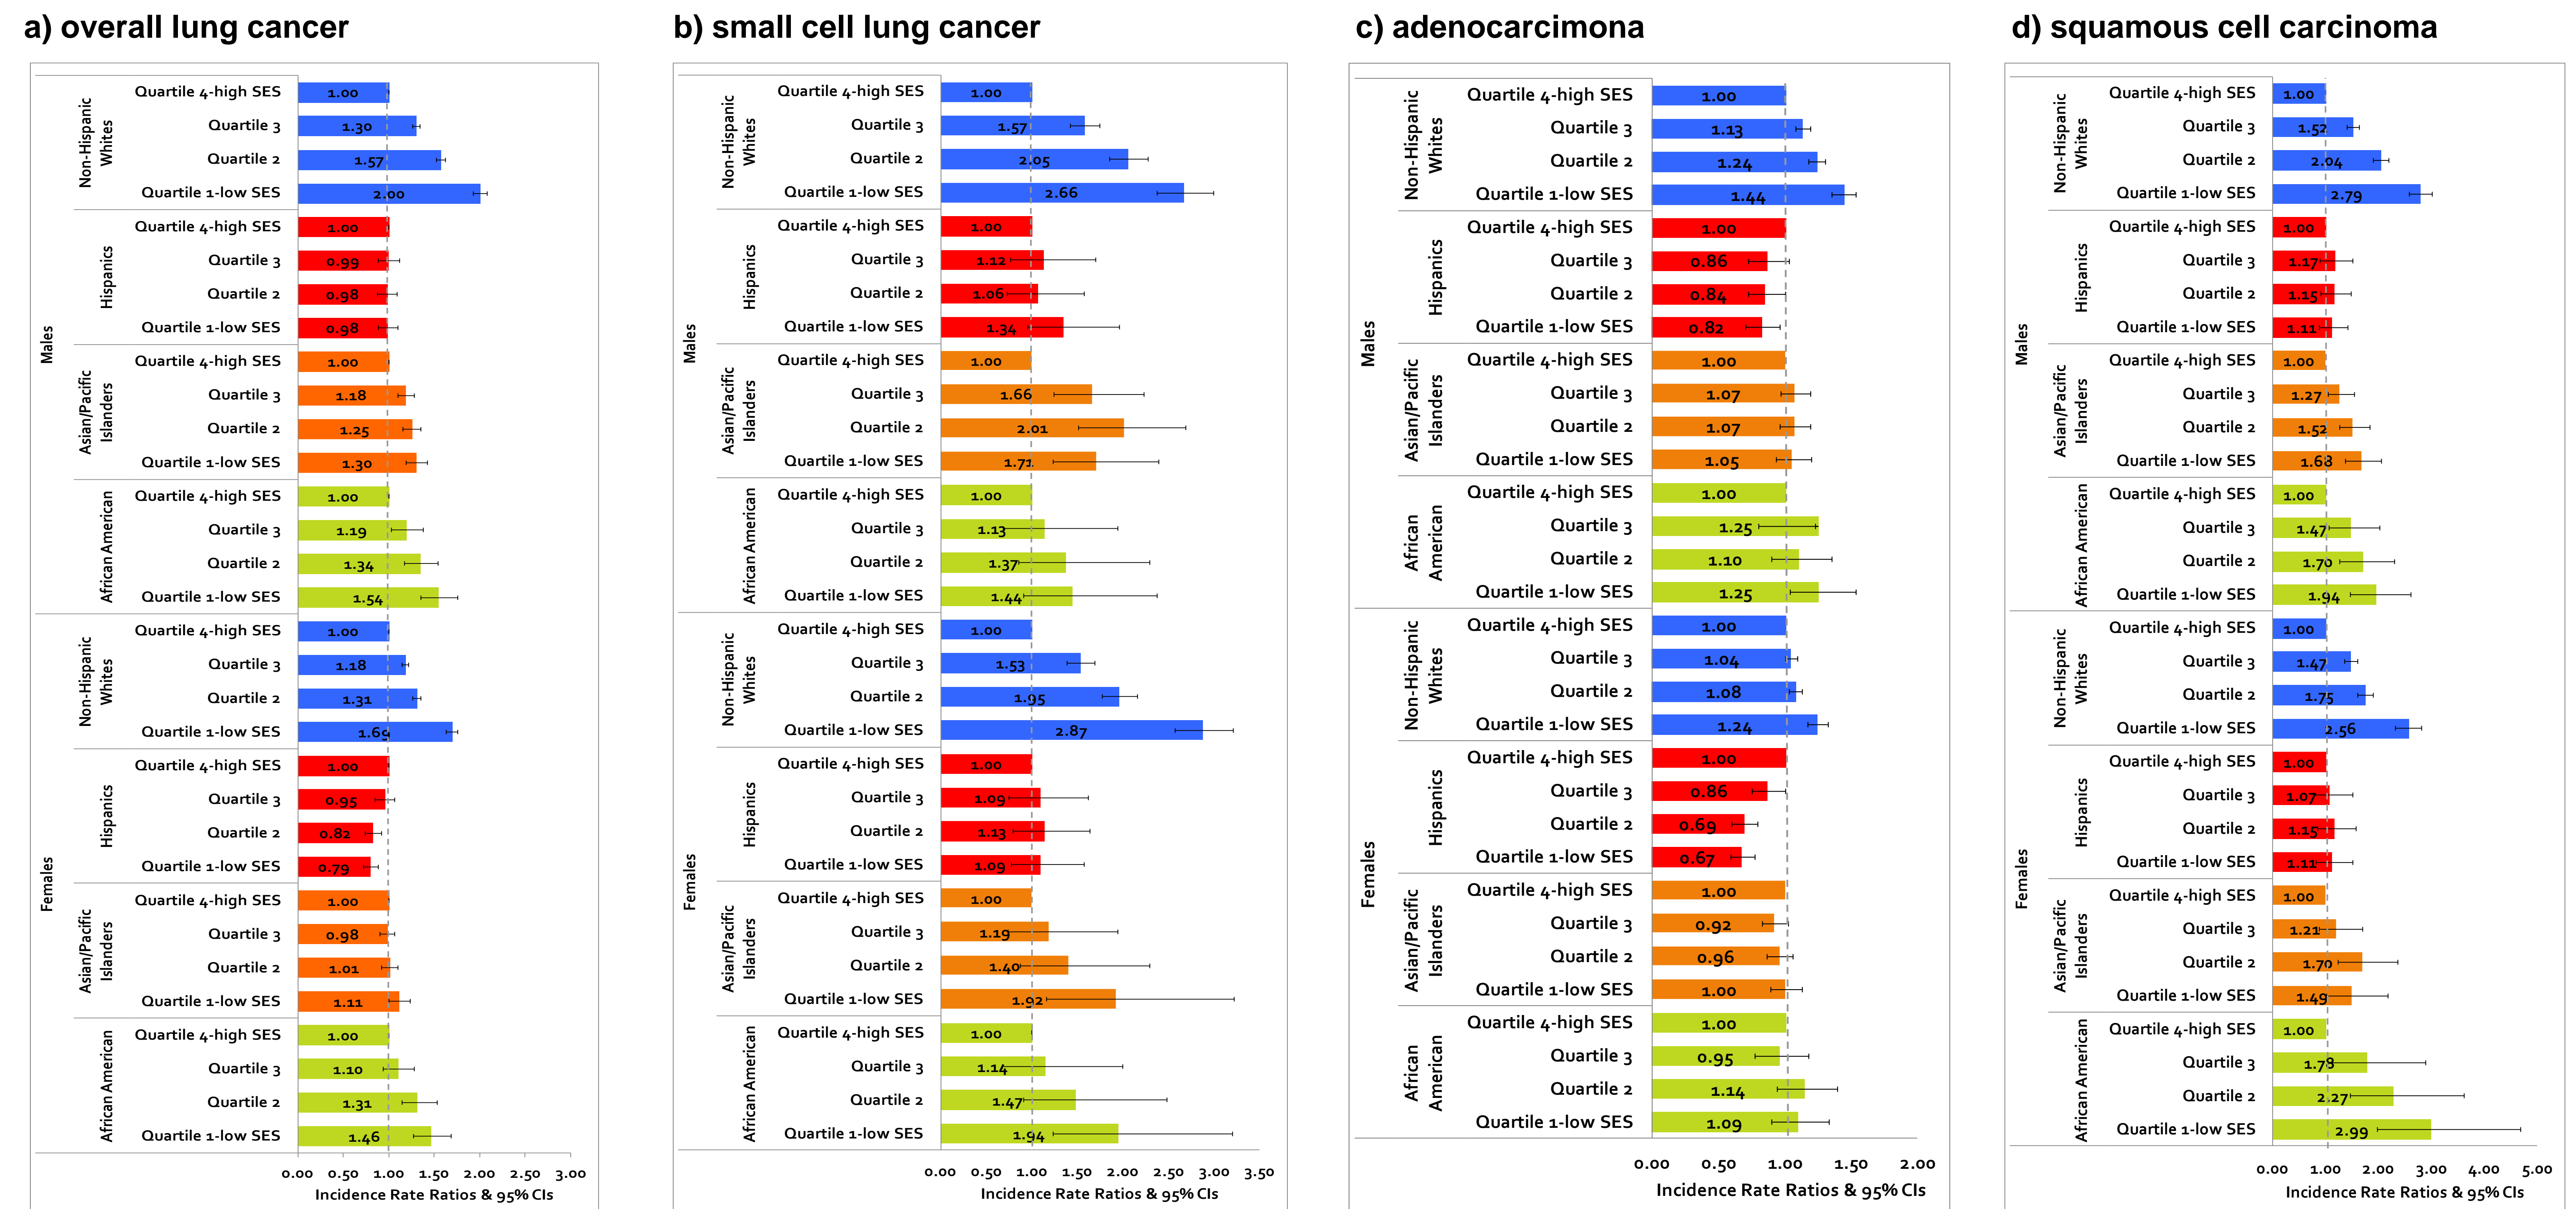 a) overall lung cancer
Males
Non-Hispanic
Whites
Quartile 4-high SES 1.00
Quartile 3 1.30
Quartile 2 1.57
Quartile 1-low SES 2.00
Hispanics
Quartile 4-high SES 1.00
Quartile 3 0.99
Quartile 2 0.98
Quartile 1-low SES 0.98
Asian/Pacific
Islanders
Quartile 4-high SES 1.00
Quartile 3 1.18
Quartile 2 1.25
Quartile 1-low SES 1.30
African American
Quartile 4-high SES 1.00
Quartile 3 1.19
Quartile 2 1.34
Quartile 1-low SES 1.54
Females
Non-Hispanic
Whites
Quartile 4-high SES 1.00
Quartile 3 1.18
Quartile 2 1.31
Quartile 1-low SES 1.69
Hispanics
Quartile 4-high SES 1.00
Quartile 3 0.95
Quartile 2 0.82
Quartile 1-low SES 0.79
Asian/Pacific
Islanders
Quartile 4-high SES 1.00
Quartile 3 0.98
Quartile 2 1.01
Quartile 1-low SES 1.11
African American
Quartile 4-high SES 1.00
Quartile 3 1.10
Quartile 2 1.31
Quartile 1-low SES 1.46
0.00 0.50 1.00 1.50 2.00 2.50 3.00
Incidence Rate Ratios & 95% CIs
b) small cell lung cancer
Males
Non-Hispanic
Whites
Quartile 4-high SES 1.00
Quartile 3 1.57
Quartile 2 2.05
Quartile 1-low SES 2.66
Hispanics
Quartile 4-high SES 1.00
Quartile 3 1.12
Quartile 2 1.06
Quartile 1-low SES 1.34
Asian/Pacific
Islanders
Quartile 4-high SES 1.00
Quartile 3 1.66
Quartile 2 2.01
Quartile 1-low SES 1.71
African American
Quartile 4-high SES 1.00
Quartile 3 1.13
Quartile 2 1.37
Quartile 1-low SES 1.44
Females
Non-Hispanic
Whites
Quartile 4-high SES 1.00
Quartile 3 1.53
Quartile 2 1.95
Quartile 1-low SES 2.87
Hispanics
Quartile 4-high SES 1.00
Quartile 3 1.09
Quartile 2 1.13
Quartile 1-low SES 1.09
Asian/Pacific
Islanders
Quartile 4-high SES 1.00
Quartile 3 1.19
Quartile 2 1.40
Quartile 1-low SES 1.92
African American
Quartile 4-high SES 1.00
Quartile 3 1.14
Quartile 2 1.47
Quartile 1-low SES 1.94
0.00 0.50 1.00 1.50 2.00 2.50 3.00 3.50
Incidence Rate Ratios & 95% CIs
c) adenocarcimona
Males
Non-Hispanic
Whites
Quartile 4-high SES 1.00
Quartile 3 1.13
Quartile 2 1.24
Quartile 1-low SES 1.44
Hispanics
Quartile 4-high SES 1.00
Quartile 3 0.86
Quartile 2 0.84
Quartile 1-low SES 0.82
Asian/Pacific
Islanders
Quartile 4-high SES 1.00
Quartile 3 1.07
Quartile 2 1.07
Quartile 1-low SES 1.05
African
American
Quartile 4-high SES 1.00
Quartile 3 1.25
Quartile 2 1.10
Quartile 1-low SES 1.25
Females
Non-Hispanic
Whites
Quartile 4-high SES 1.00
Quartile 3 1.04
Quartile 2 1.08
Quartile 1-low SES 1.24
Hispanics
Quartile 4-high SES 1.00
Quartile 3 0.86
Quartile 2 0.69
Quartile 1-low SES 0.67
Asian/Pacific
Islanders
Quartile 4-high SES 1.00
Quartile 3 0.92
Quartile 2 0.96
Quartile 1-low SES 1.00
African
American
Quartile 4-high SES 1.00
Quartile 3 0.95
Quartile 2 1.14
Quartile 1-low SES 1.09
0.00 0.50 1.00 1.50 2.00
Incidence Rate Ratios & 95% CIs
d) squamous cell carcinoma
Males
Non-Hispanic
Whites
Quartile 4-high SES 1.00
Quartile 3 1.52
Quartile 2 2.04
Quartile 1-low SES 2.79
Hispanics
Quartile 4-high SES 1.00
Quartile 3 1.17
Quartile 2 1.15
Quartile 1-low SES 1.11
Asian/Pacific
Islanders
Quartile 4-high SES 1.00
Quartile 3 1.27
Quartile 2 1.52
Quartile 1-low SES 1.68
African American
Quartile 4-high SES 1.00
Quartile 3 1.47
Quartile 2 1.70
Quartile 1-low SES 1.94
Females
Non-Hispanic
Whites
Quartile 4-high SES 1.00
Quartile 3 1.47
Quartile 2 1.75
Quartile 1-low SES 2.56
Hispanics
Quartile 4-high SES 1.00
Quartile 3 1.07
Quartile 2 1.15
Quartile 1-low SES 1.11
Asian/Pacific
Islanders
Quartile 4-high SES 1.00
Quartile 3 1.21
Quartile 2 1.70
Quartile 1-low SES 1.49
African American
Quartile 4-high SES 1.00
Quartile 3 1.78
Quartile 2 2.27
Quartile 1-low SES 2.99
0.00 1.00 2.00 3.00 4.00 5.00
Incidence Rate Ratios & 95% CIs